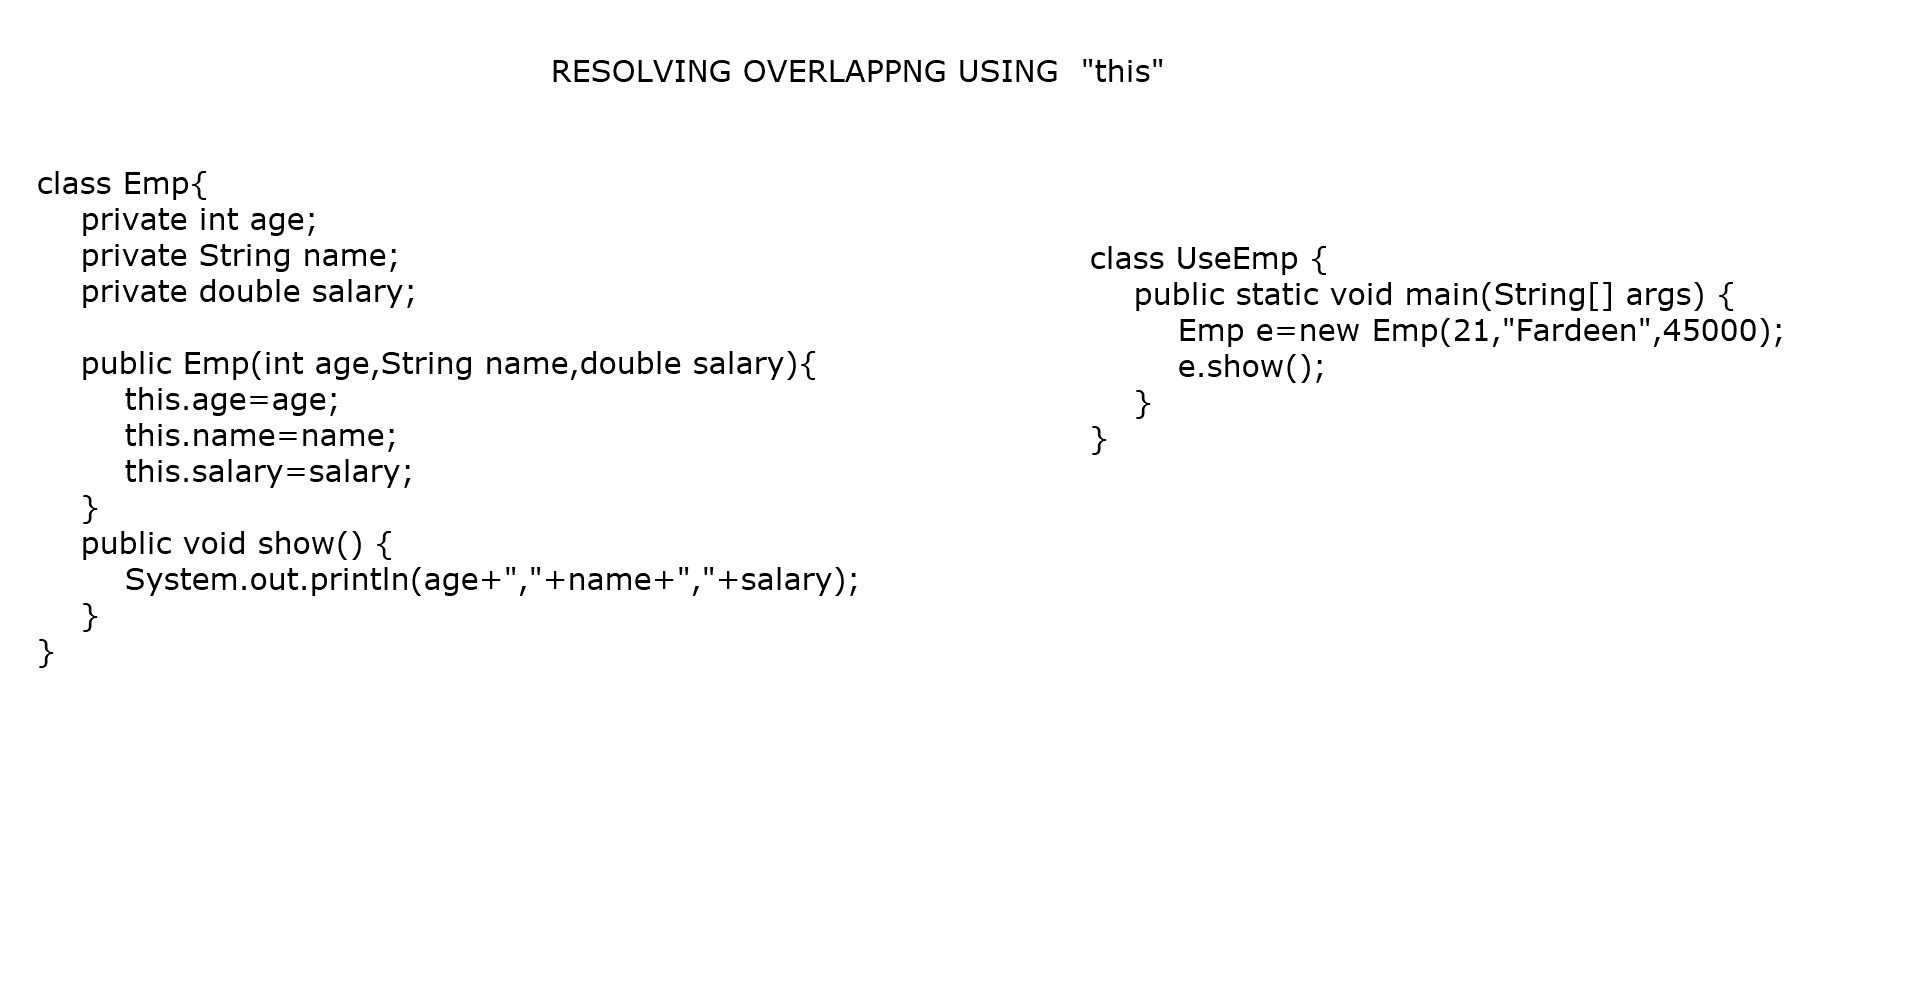 RESOLVING OVERLAPPNG USING  "this"
class Emp{
private int age;
private String name;
private double salary;
public Emp(int age,String name,double salary){
this.age=age;
this.name=name;
this.salary=salary;
}
public void show() {
System.out.println(age+","+name+","+salary);
}
}
class UseEmp {
public static void main(String[] args) {
Emp e=new Emp(21,"Fardeen",45000);
e.show();
}
}